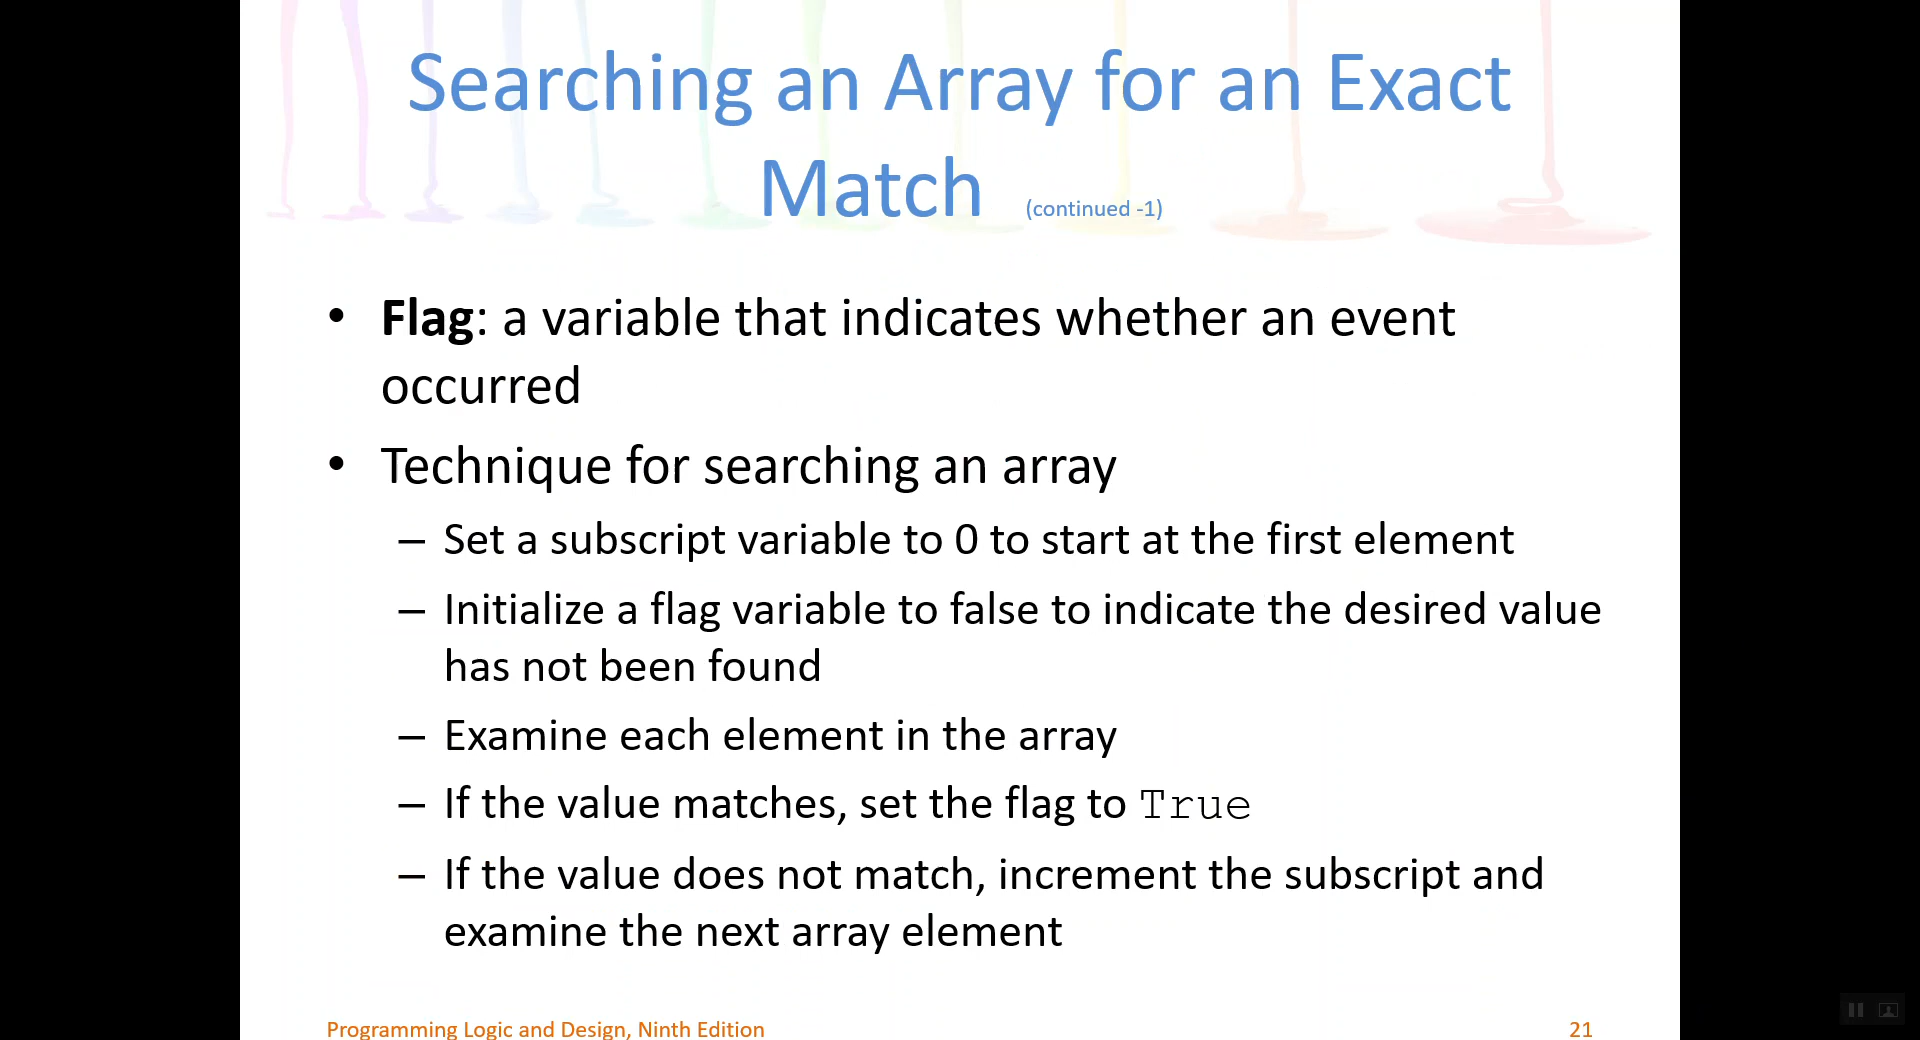 Searching an Array for an Exact
Match (continued -1)
• Flag: a variable that indicates whether an event
occurred
• Technique for searching an array
– Set a subscript variable to 0 to start at the first element
– Initialize a flag variable to false to indicate the desired value
has not been found
– Examine each element in the array
– If the value matches, set the flag to True
– If the value does not match, increment the subscript and
examine the next array element
Programming Logic and Design, Ninth Edition
21